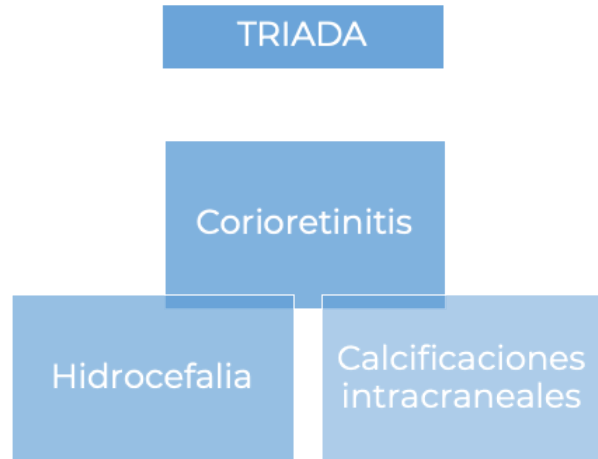 TRIADA
Corioretinitis
Hidrocefalia
Calcificaciones
intracraneales